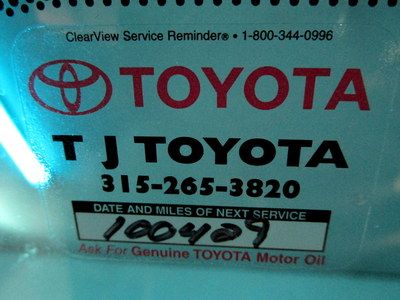 ClearView Service Reminder® • 1-800-344-0996
TOYOTA
T J TOYOTA
315-265-3820
DATE AND MILES OF NEXT SERVICE
100409
Ask For Genuine TOYOTA Motor Oil